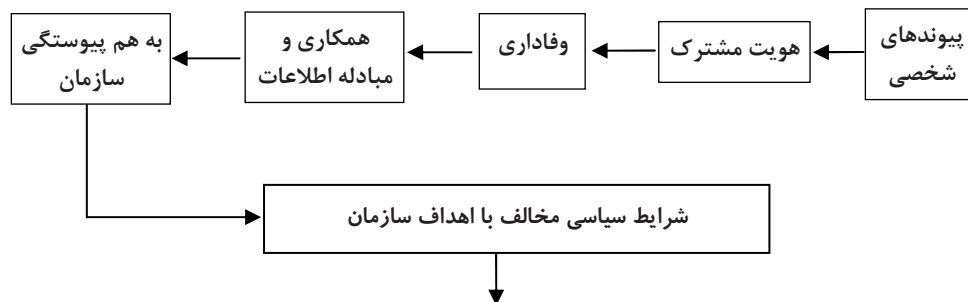 پیوندهای
شخصی
هویت مشترک
وفاداری
همکاری و
مبادله اطلاعات
به هم پیوستگی
سازمان
شرایط سیاسی مخالف با اهداف سازمان